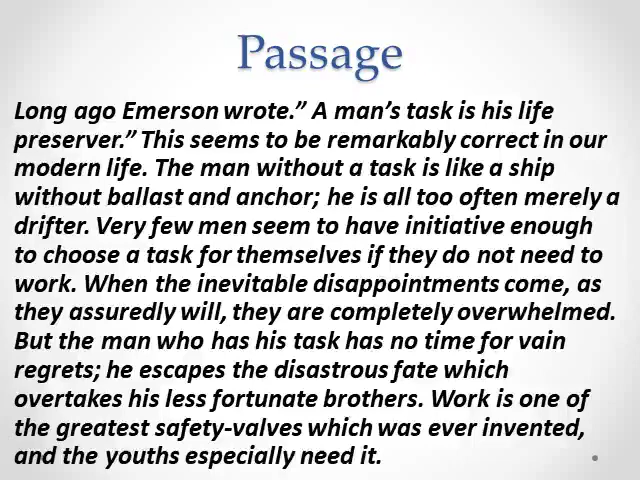 Passage
Long ago Emerson wrote.” A man’s task is his life
preserver.” This seems to be remarkably correct in our
modern life. The man without a task is like a ship
without ballast and anchor; he is all too often merely a
drifter. Very few men seem to have initiative enough
to choose a task for themselves if they do not need to
work. When the inevitable disappointments come, as
they assuredly will, they are completely overwhelmed.
But the man who has his task has no time for vain
regrets; he escapes the disastrous fate which
overtakes his less fortunate brothers. Work is one of
the greatest safety-valves which was ever invented,
and the youths especially need it.